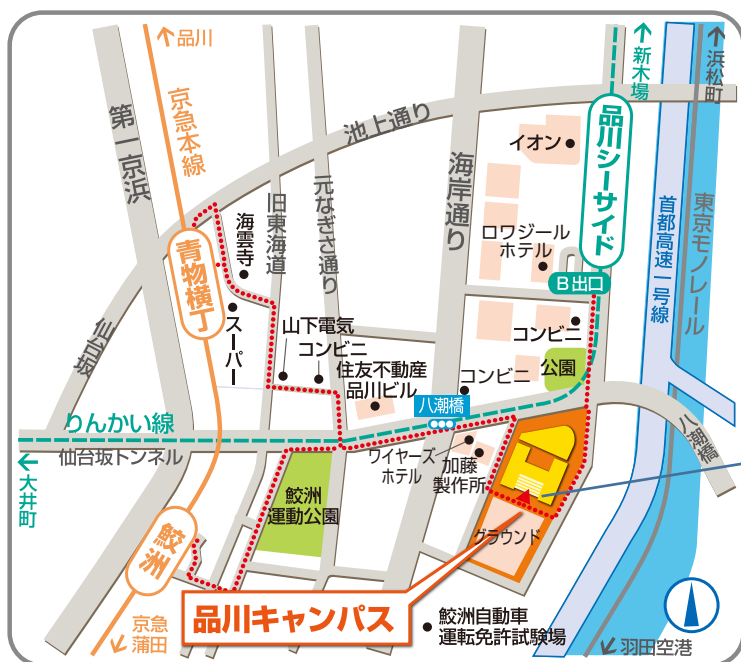 品川
新木場
浜松町
京急本線
第一京浜
池上通り
海岸通り
イオン
品川シーサイド
首都高速一号線
東京モノレール
旧東海道
元なぎさ通り
海雲寺
ロワジール
ホテル
B出口
青物横丁
スーパー
仙台坂
山下電気
コンビニ
住友不動産
品川ビル
コンビニ
コンビニ
公園
八潮橋
りんかい線
仙台坂トンネル
大井町
ワイヤーズ
ホテル
加藤
製作所
八潮橋
鮫洲
運動公園
グラウンド
鮫洲
品川キャンパス
京急
蒲田
鮫洲自動車
運転免許試験場
羽田空港